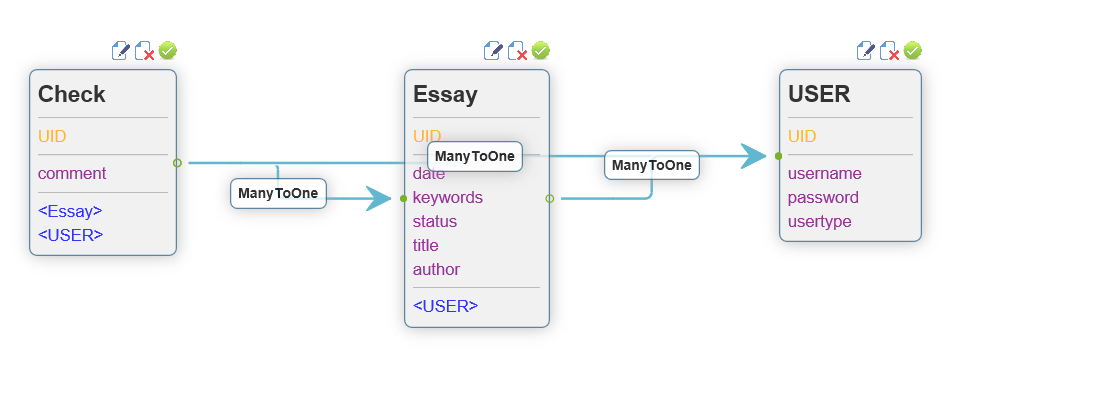 Check
UID
comment
<Essay>
<USER>
ManyToOne
Essay
UID
ManyToOne
date
keywords
status
title
author
<USER>
ManyToOne
USER
UID
username
password
usertype